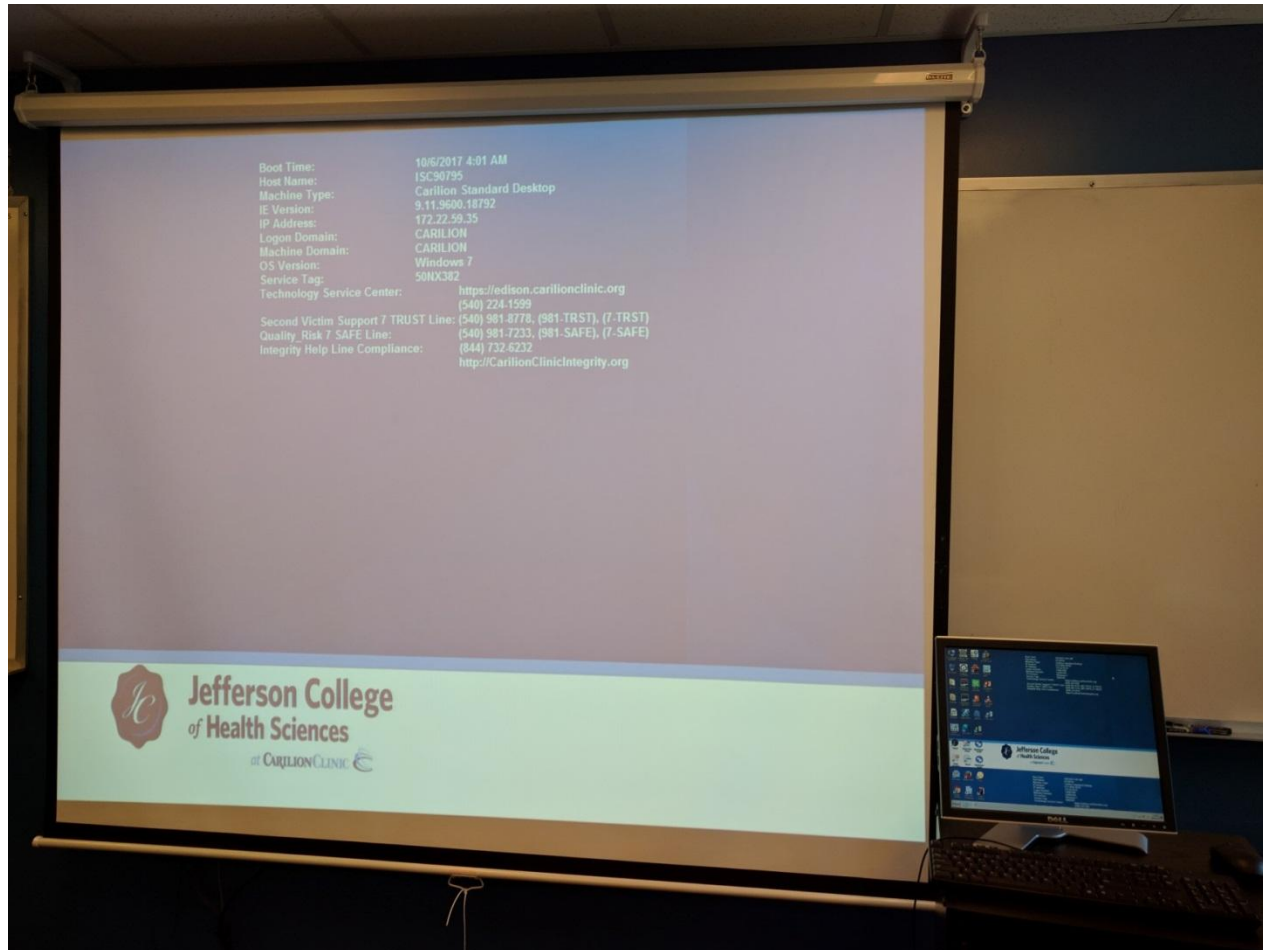 DA-LITE
Boot Time: 10/6/2017 4:01 AM
Host Name: ISC90795
Machine Type: Carilion Standard Desktop
IE Version: 9.11.9600.18792
IP Address: 172.22.59.35
Logon Domain: CARILION
Machine Domain: CARILION
OS Version: Windows 7
Service Tag: 50NX382
Technology Service Center: https://edison.carilionclinic.org
(540) 224-1599
Second Victim Support 7 TRUST Line: (540) 981-8778, (981-TRST), (7-TRST)
Quality_Risk 7 SAFE Line: (540) 981-7233, (981-SAFE), (7-SAFE)
Integrity Help Line Compliance: (844) 732-6232
http://CarilionClinicIntegrity.org
JC
Jefferson College
of Health Sciences
at CARILION CLINIC
Jefferson College
of Health Sciences
DELL